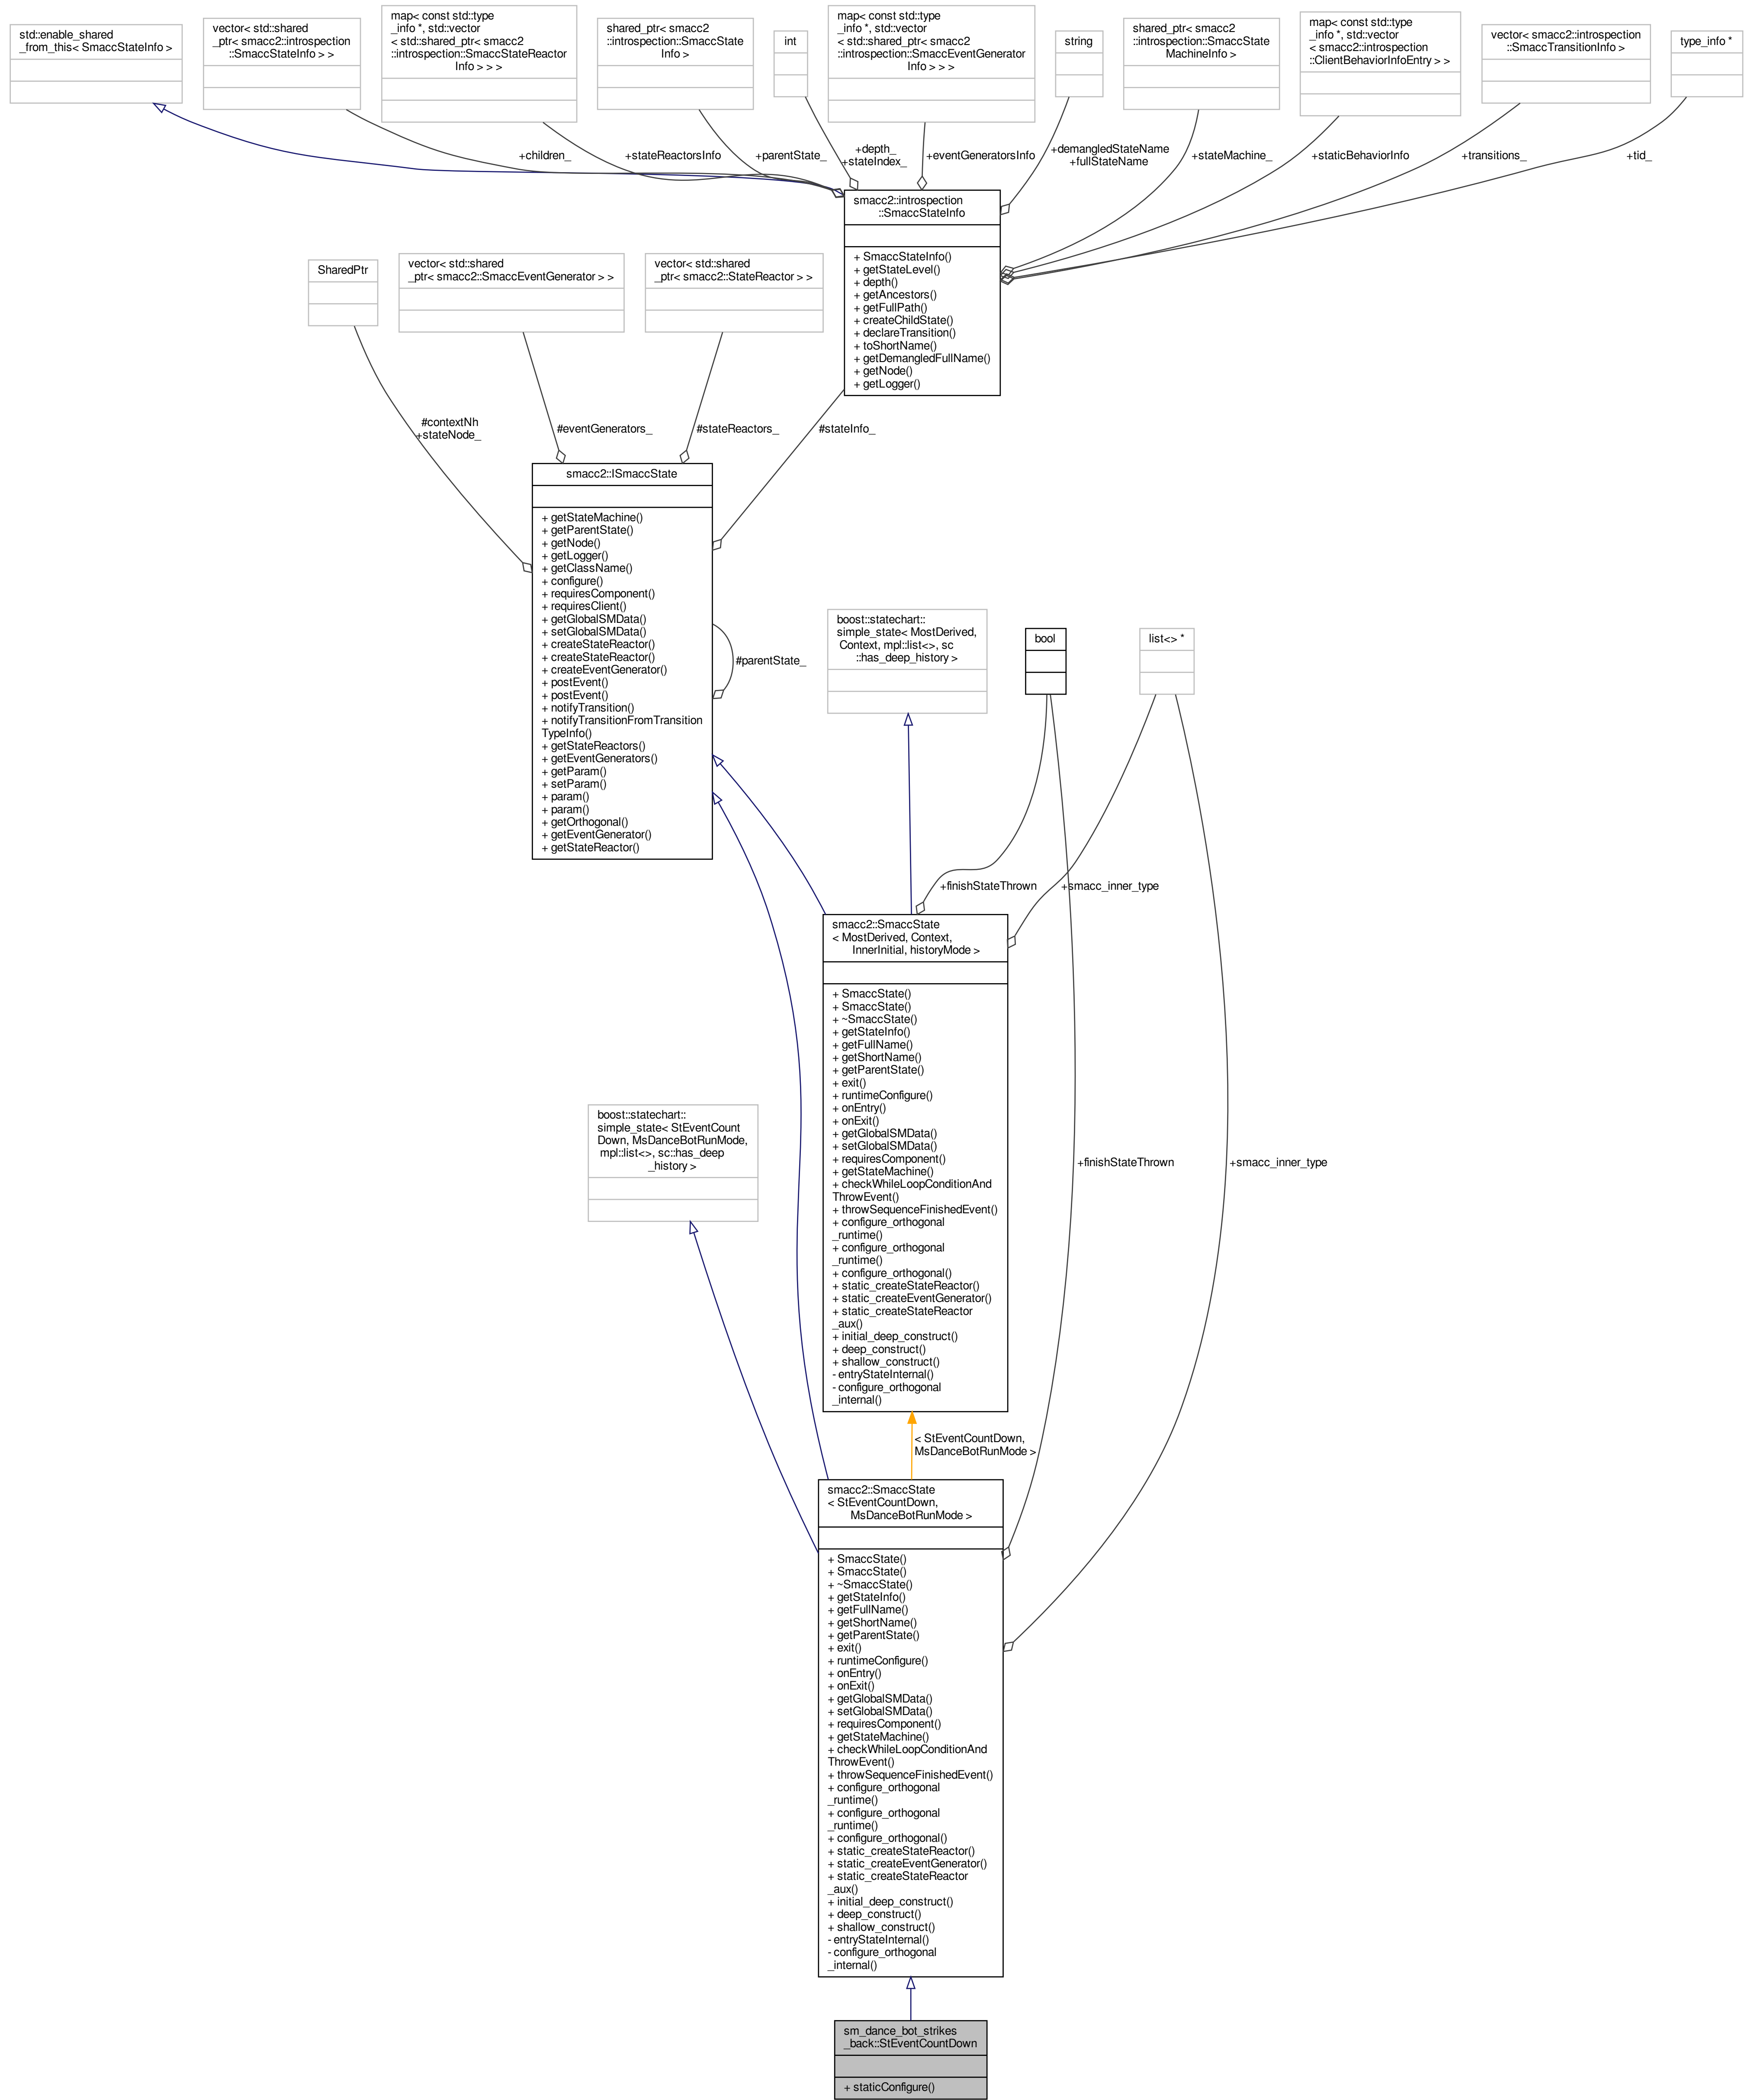 std::enable_shared
_from_this< SmaccStateInfo >
vector< std::shared
_ptr< smacc2::introspection
::SmaccStateInfo > >
map< const std::type
_info *, std::vector
< std::shared_ptr< smacc2
::introspection::SmaccStateReactor
Info > > >
shared_ptr< smacc2
::introspection::SmaccState
Info >
int
map< const std::type
_info *, std::vector
< std::shared_ptr< smacc2
::introspection::SmaccEventGenerator
Info > > >
string
shared_ptr< smacc2
::introspection::SmaccState
MachineInfo >
map< const std::type
_info *, std::vector
< smacc2::introspection
::ClientBehaviorInfoEntry > >
vector< smacc2::introspection
::SmaccTransitionInfo >
type_info *
+children_
+stateReactorsInfo
+parentState_
+depth_
+stateIndex_
+eventGeneratorsInfo
+demangledStateName
+fullStateName
+stateMachine_
+staticBehaviorInfo
+transitions_
+tid_
smacc2::introspection
::SmaccStateInfo
+ SmaccStateInfo()
+ getStateLevel()
+ depth()
+ getAncestors()
+ getFullPath()
+ createChildState()
+ declareTransition()
+ toShortName()
+ getDemangledFullName()
+ getNode()
+ getLogger()
SharedPtr
vector< std::shared
_ptr< smacc2::SmaccEventGenerator > >
vector< std::shared
_ptr< smacc2::StateReactor > >
#contextNh
+stateNode_
#eventGenerators_
#stateReactors_
#stateInfo_
smacc2::ISmaccState
+ getStateMachine()
+ getParentState()
+ getNode()
+ getLogger()
+ getClassName()
+ configure()
+ requiresComponent()
+ requiresClient()
+ getGlobalSMData()
+ setGlobalSMData()
+ createStateReactor()
+ createStateReactor()
+ createEventGenerator()
+ postEvent()
+ postEvent()
+ notifyTransition()
+ notifyTransitionFromTransition
TypeInfo()
+ getStateReactors()
+ getEventGenerators()
+ getParam()
+ setParam()
+ param()
+ param()
+ getOrthogonal()
+ getEventGenerator()
+ getStateReactor()
#parentState_
boost::statechart::
simple_state< MostDerived,
Context, mpl::list<>, sc
::has_deep_history >
bool
list<> *
+finishStateThrown
+smacc_inner_type
smacc2::SmaccState
< MostDerived, Context,
InnerInitial, historyMode >
+ SmaccState()
+ SmaccState()
+ ~SmaccState()
+ getStateInfo()
+ getFullName()
+ getShortName()
+ getParentState()
+ exit()
+ runtimeConfigure()
+ onEntry()
+ onExit()
+ getGlobalSMData()
+ setGlobalSMData()
+ requiresComponent()
+ getStateMachine()
+ checkWhileLoopConditionAnd
ThrowEvent()
+ throwSequenceFinishedEvent()
+ configure_orthogonal
_runtime()
+ configure_orthogonal
_runtime()
+ configure_orthogonal()
+ static_createStateReactor()
+ static_createEventGenerator()
+ static_createStateReactor
_aux()
+ initial_deep_construct()
+ deep_construct()
+ shallow_construct()
- entryStateInternal()
- configure_orthogonal
_internal()
boost::statechart::
simple_state< StEventCount
Down, MsDanceBotRunMode,
mpl::list<>, sc::has_deep
_history >
+finishStateThrown
+smacc_inner_type
< StEventCountDown,
MsDanceBotRunMode >
smacc2::SmaccState
< StEventCountDown,
MsDanceBotRunMode >
+ SmaccState()
+ SmaccState()
+ ~SmaccState()
+ getStateInfo()
+ getFullName()
+ getShortName()
+ getParentState()
+ exit()
+ runtimeConfigure()
+ onEntry()
+ onExit()
+ getGlobalSMData()
+ setGlobalSMData()
+ requiresComponent()
+ getStateMachine()
+ checkWhileLoopConditionAnd
ThrowEvent()
+ throwSequenceFinishedEvent()
+ configure_orthogonal
_runtime()
+ configure_orthogonal
_runtime()
+ configure_orthogonal()
+ static_createStateReactor()
+ static_createEventGenerator()
+ static_createStateReactor
_aux()
+ initial_deep_construct()
+ deep_construct()
+ shallow_construct()
- entryStateInternal()
- configure_orthogonal
_internal()
sm_dance_bot_strikes
_back::StEventCountDown
+ staticConfigure()